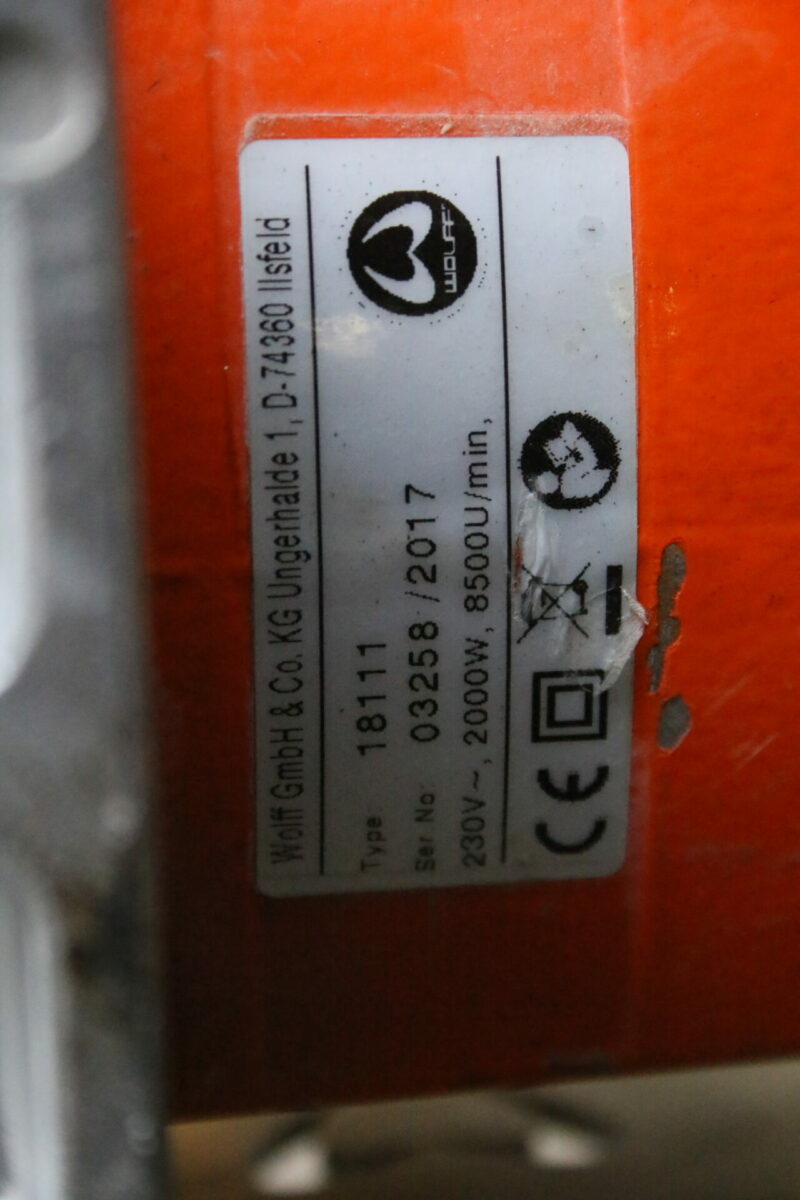 Wolff GmbH & Co. KG Ungerhalde 1, D-74360 Ilsfeld
WOLFF
Type: 18111
Ser No: 03258 /2017
230V~, 2000W, 8500U/min,
CE